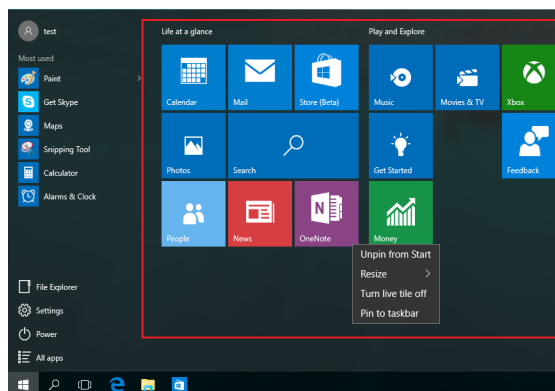 test
Most used
Paint
Get Skype
Maps
Snipping Tool
Calculator
Alarms & Clock
File Explorer
Settings
Power
All apps
Life at a glance
Calendar
Mail
Store (Beta)
Photos
Search
People
News
OneNote
Play and Explore
Music
Movies & TV
Xbox
Get Started
Feedback
Money
Unpin from Start
Resize
Turn live tile off
Pin to taskbar